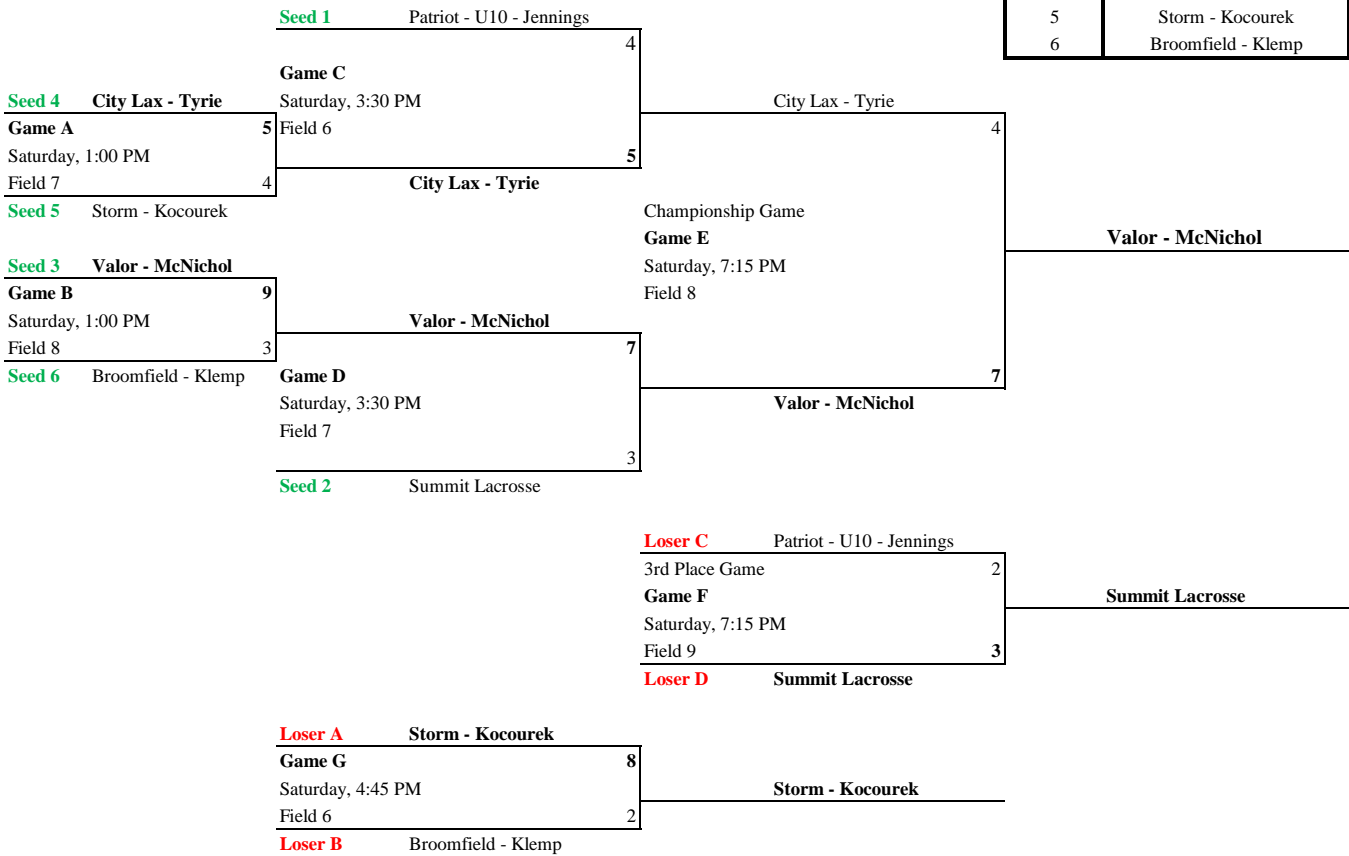 Seed 1 Patriot - U10 - Jennings
5 Storm - Kocourek
4
6 Broomfield - Klemp
Game C
Seed 4 City Lax - Tyrie
Saturday, 3:30 PM
City Lax - Tyrie
Game A 5
Field 6
4
Saturday, 1:00 PM
5
Field 7 4
City Lax - Tyrie
Seed 5 Storm - Kocourek
Championship Game
Game E
Valor - McNichol
Seed 3 Valor - McNichol
Saturday, 7:15 PM
Game B 9
Field 8
Saturday, 1:00 PM
Valor - McNichol
Field 8 3
7
Seed 6 Broomfield - Klemp
Game D
7
Saturday, 3:30 PM
Valor - McNichol
Field 7
3
Seed 2 Summit Lacrosse
Loser C Patriot - U10 - Jennings
3rd Place Game 2
Game F
Summit Lacrosse
Saturday, 7:15 PM
Field 9 3
Loser D Summit Lacrosse
Loser A Storm - Kocourek
Game G 8
Saturday, 4:45 PM
Storm - Kocourek
Field 6 2
Loser B Broomfield - Klemp